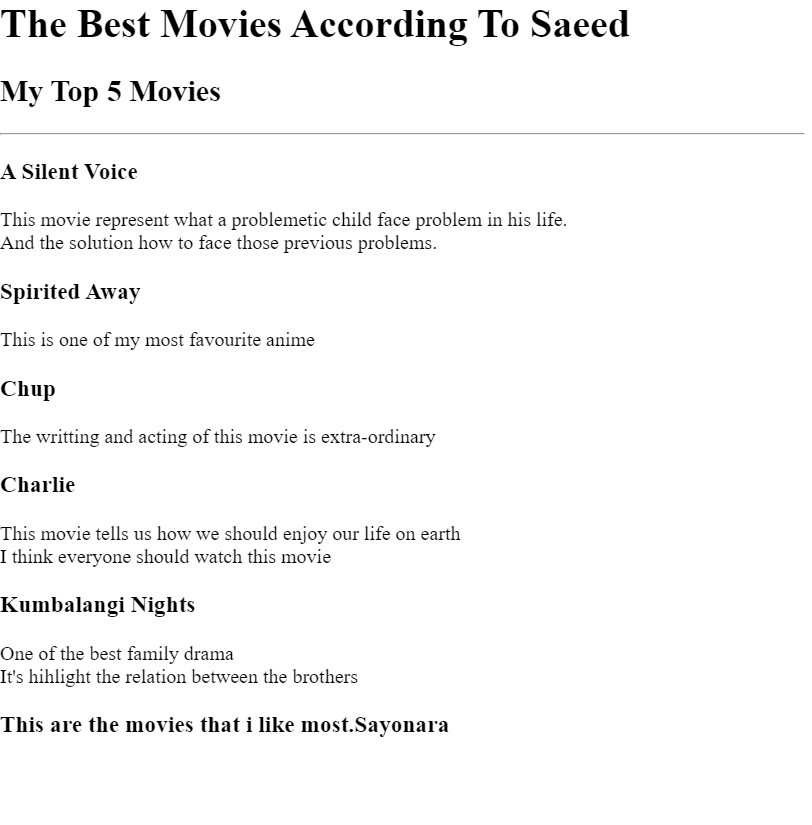 The Best Movies According To Saeed
My Top 5 Movies
A Silent Voice
This movie represent what a problemetic child face problem in his life.
And the solution how to face those previous problems.
Spirited Away
This is one of my most favourite anime
Chup
The writting and acting of this movie is extra-ordinary
Charlie
This movie tells us how we should enjoy our life on earth
I think everyone should watch this movie
Kumbalangi Nights
One of the best family drama
It's hihlight the relation between the brothers
This are the movies that i like most.Sayonara